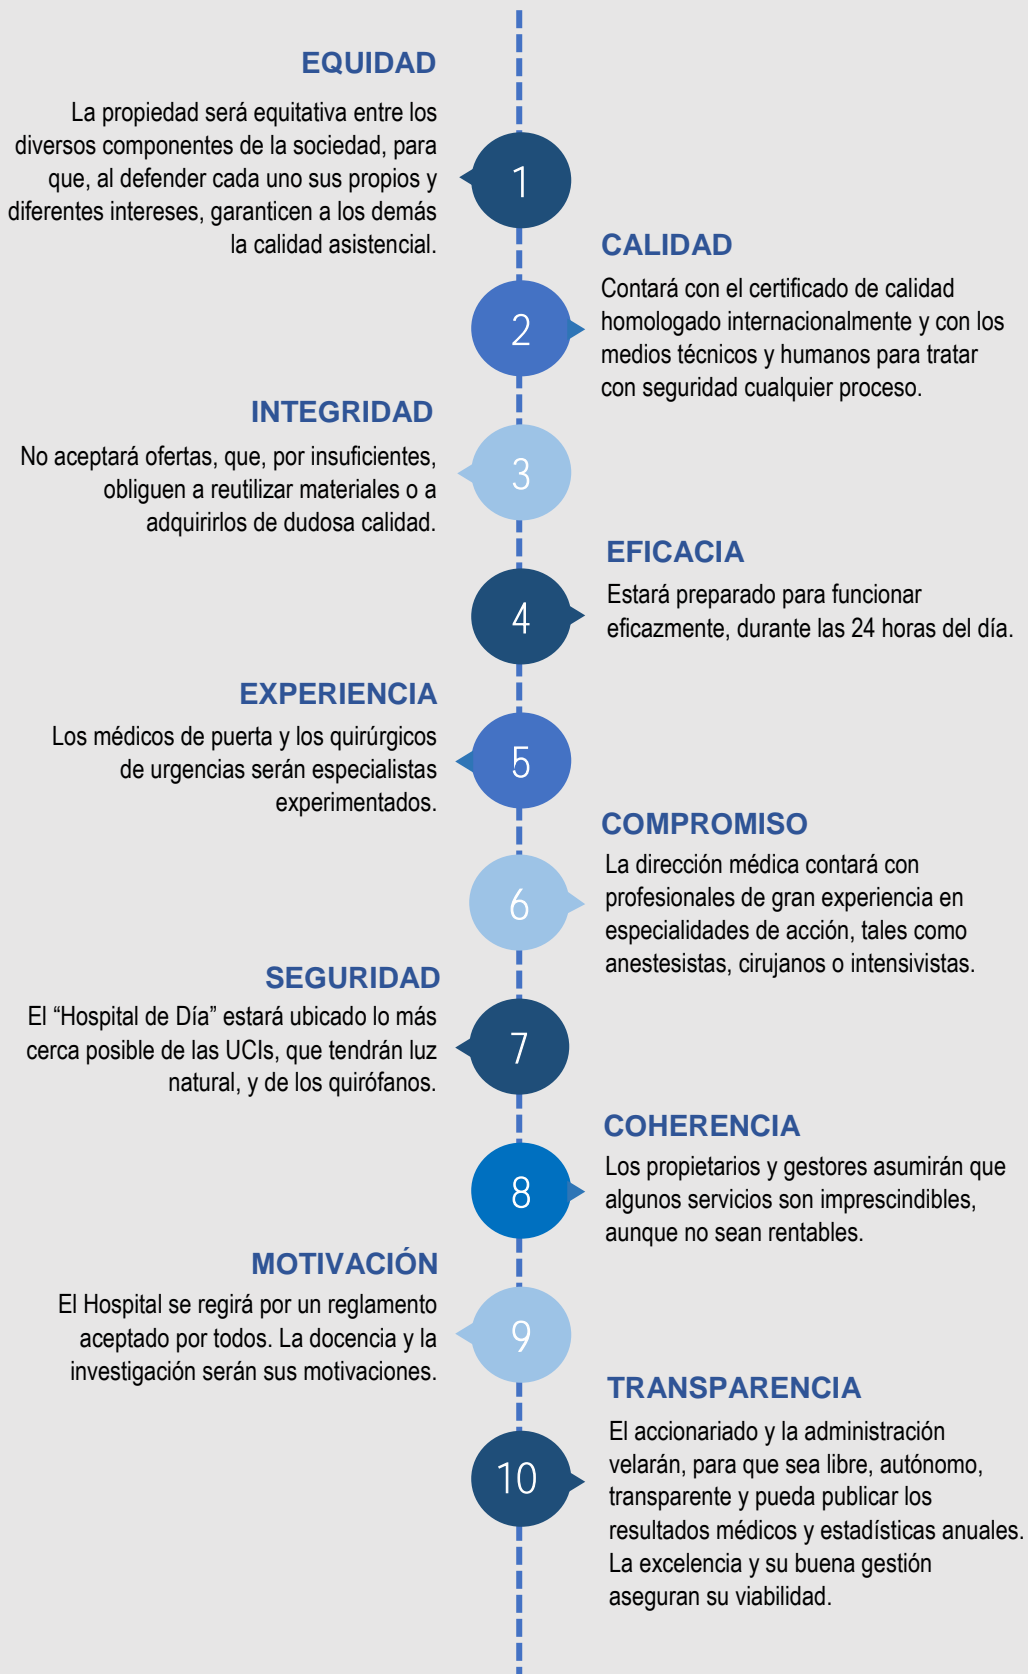 EQUIDAD
La propiedad será equitativa entre los
diversos componentes de la sociedad, para
que, al defender cada uno sus propios y
diferentes intereses, garanticen a los demás
la calidad asistencial.
1
CALIDAD
Contará con el certificado de calidad
homologado internacionalmente y con los
medios técnicos y humanos para tratar
con seguridad cualquier proceso.
2
INTEGRIDAD
No aceptará ofertas, que, por insuficientes,
obliguen a reutilizar materiales o a
adquirirlos de dudosa calidad.
3
EFICACIA
Estará preparado para funcionar
eficazmente, durante las 24 horas del día.
4
EXPERIENCIA
Los médicos de puerta y los quirúrgicos
de urgencias serán especialistas
experimentados.
5
COMPROMISO
La dirección médica contará con
profesionales de gran experiencia en
especialidades de acción, tales como
anestesistas, cirujanos o intensivistas.
6
SEGURIDAD
El “Hospital de Día” estará ubicado lo más
cerca posible de las UCIs, que tendrán luz
natural, y de los quirófanos.
7
COHERENCIA
Los propietarios y gestores asumirán que
algunos servicios son imprescindibles,
aunque no sean rentables.
8
MOTIVACIÓN
El Hospital se regirá por un reglamento
aceptado por todos. La docencia y la
investigación serán sus motivaciones.
9
TRANSPARENCIA
El accionariado y la administración
velarán, para que sea libre, autónomo,
transparente y pueda publicar los
resultados médicos y estadísticas anuales.
La excelencia y su buena gestión
aseguran su viabilidad.
10